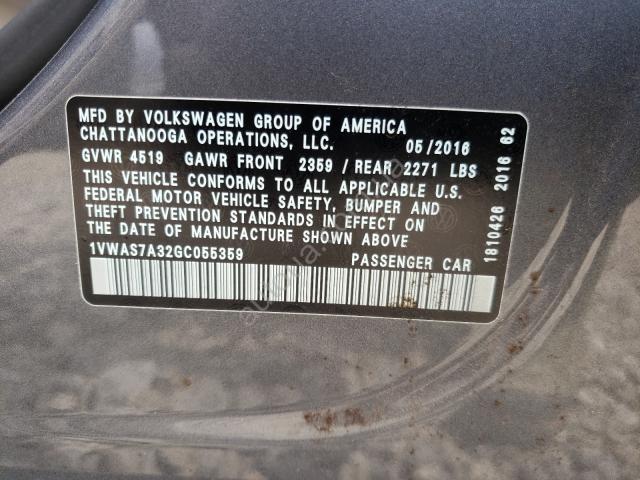 MFD BY VOLKSWAGEN GROUP OF AMERICA
CHATTANOOGA OPERATIONS, LLC. 05/2016
GVWR 4519 GAWR FRONT 2359 / REAR 2271 LBS
THIS VEHICLE CONFORMS TO ALL APPLICABLE U.S.
FEDERAL MOTOR VEHICLE SAFETY, BUMPER AND
THEFT PREVENTION STANDARDS IN EFFECT ON
THE DATE OF MANUFACTURE SHOWN ABOVE
1VWAS7A32GC055359 PASSENGER CAR
1810426 2016 62